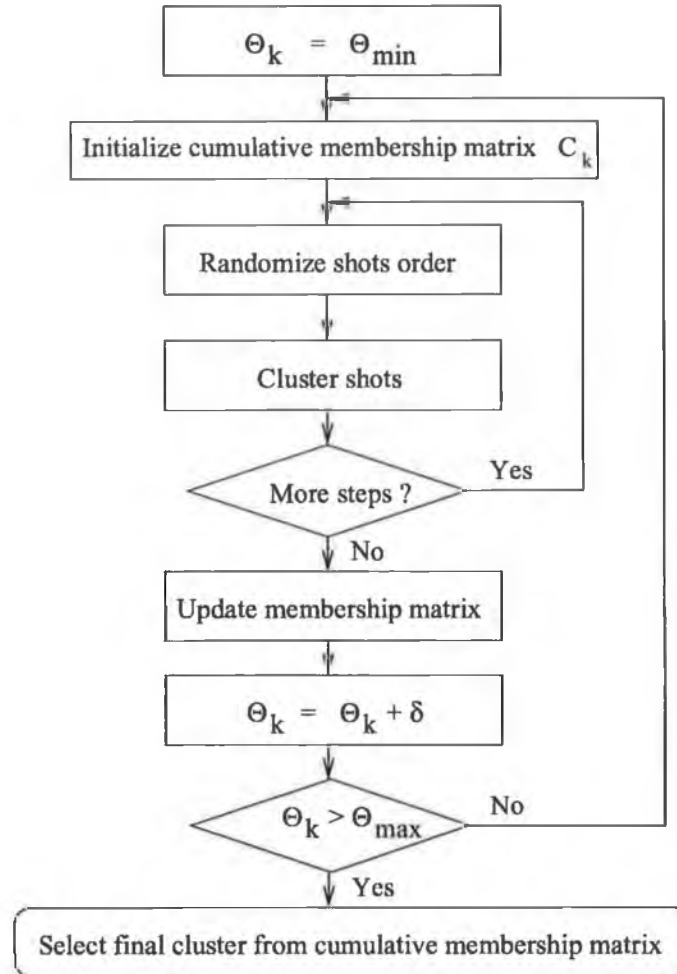 Θk = Θmin
Initialize cumulative membership matrix Ck
Randomize shots order
Cluster shots
More steps ?
Yes
No
Update membership matrix
Θk = Θk + δ
Θk > Θmax
No
Yes
Select final cluster from cumulative membership matrix